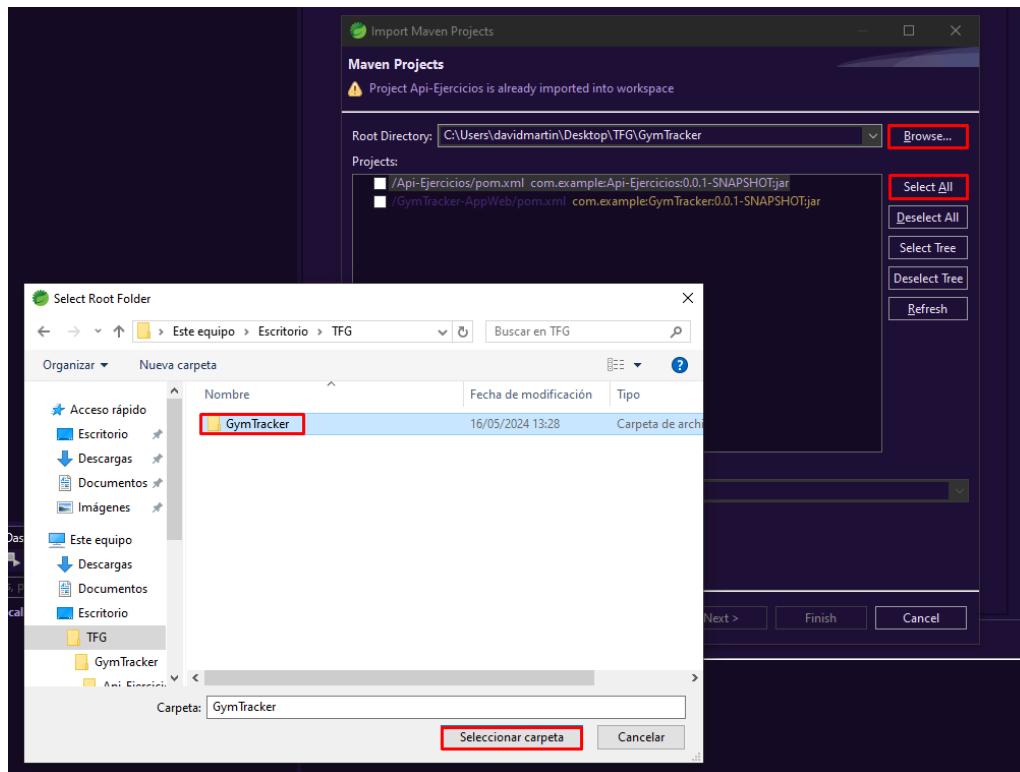 Import Maven Projects
Maven Projects
Project Api-Ejercicios is already imported into workspace
Root Directory: C:\Users\davidmartin\Desktop\TFG\GymTracker Browse...
Projects:
/Api-Ejercicios/pom.xml com.example:Api-Ejercicios:0.0.1-SNAPSHOT:jar
/GymTracker-AppWeb/pom.xml com.example:GymTracker:0.0.1-SNAPSHOT:jar
Select All
Deselect All
Select Tree
Deselect Tree
Refresh
Next >
Finish
Cancel
Select Root Folder
Este equipo > Escritorio > TFG
Buscar en TFG
Organizar
Nueva carpeta
Nombre
Fecha de modificación
Tipo
GymTracker
16/05/2024 13:28
Carpeta de archi
Acceso rápido
Escritorio
Descargas
Documentos
Imágenes
Este equipo
Descargas
Documentos
Escritorio
TFG
GymTracker
Carpeta: GymTracker
Seleccionar carpeta
Cancelar